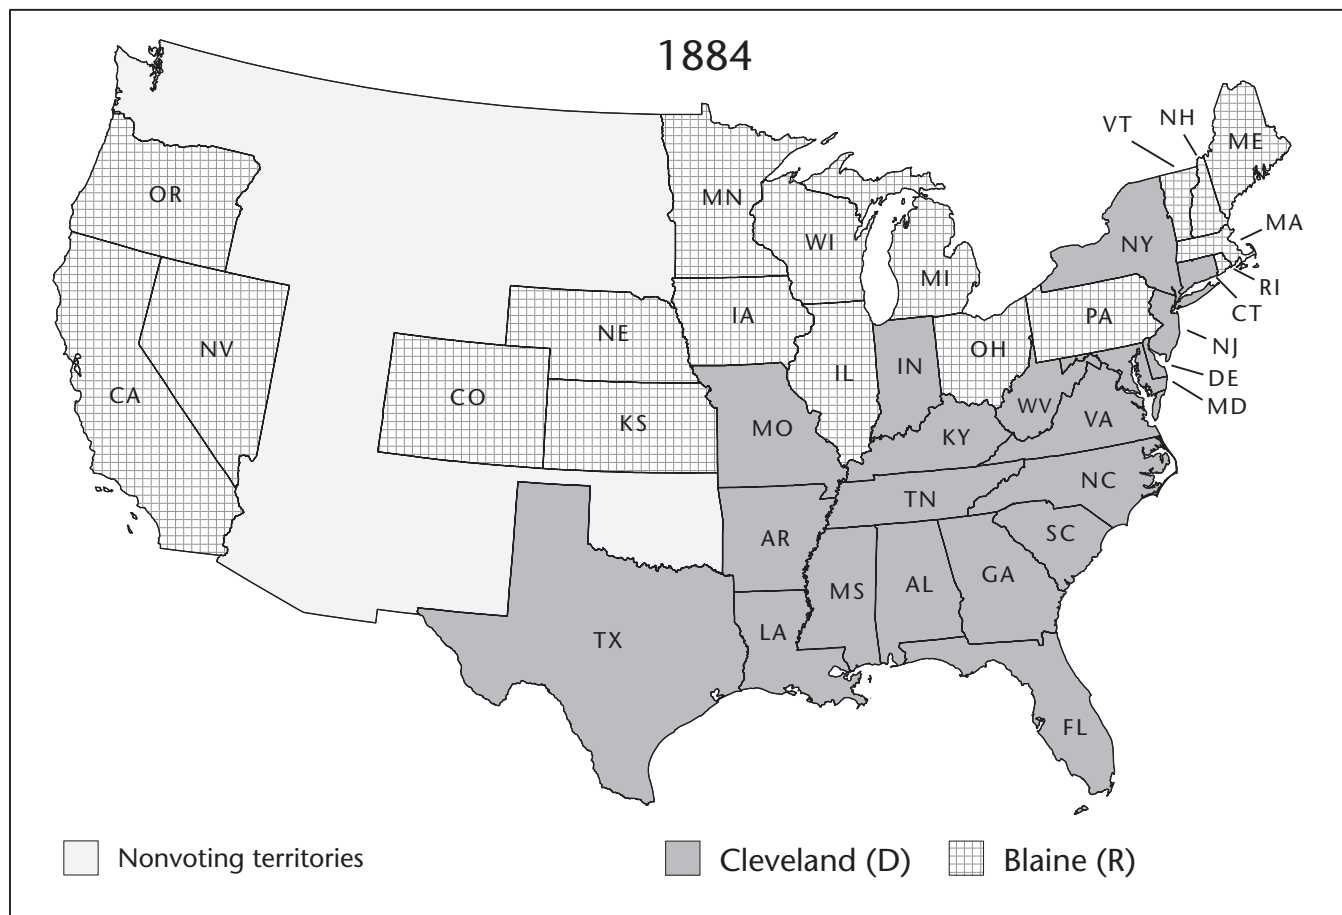 1884
VT
NH
ME
OR
MN
MA
WI
NY
MI
RI
CT
IA
PA
NE
NJ
NV
OH
IL
IN
DE
CA
CO
MD
WV
KS
VA
MO
KY
NC
TN
SC
AR
GA
AL
MS
LA
TX
FL
Nonvoting territories
Cleveland (D)
Blaine (R)